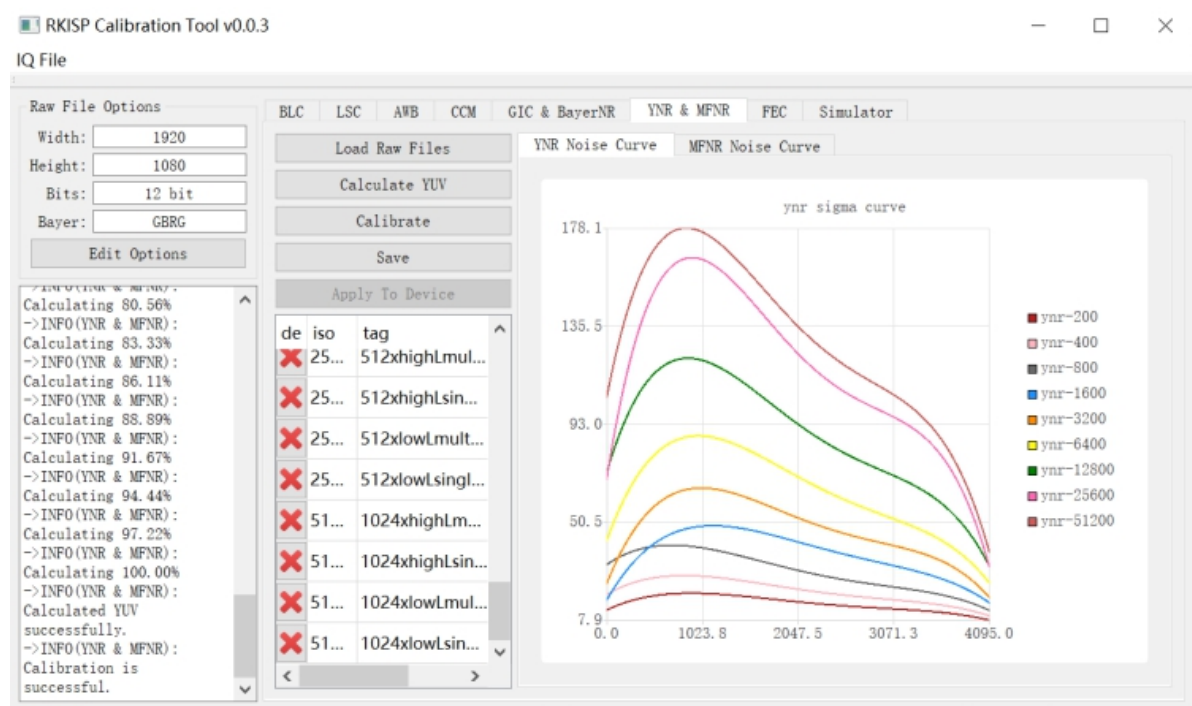 RKISP Calibration Tool v0.0.3
IQ File
Raw File Options
Width: 1920
Height: 1080
Bits: 12 bit
Bayer: GBRG
Edit Options
->INFO(YNR & MFNR):
Calculating 80.56%
->INFO(YNR & MFNR):
Calculating 83.33%
->INFO(YNR & MFNR):
Calculating 86.11%
->INFO(YNR & MFNR):
Calculating 88.89%
->INFO(YNR & MFNR):
Calculating 91.67%
->INFO(YNR & MFNR):
Calculating 94.44%
->INFO(YNR & MFNR):
Calculating 97.22%
->INFO(YNR & MFNR):
Calculating 100.00%
->INFO(YNR & MFNR):
Calculated YUV
successfully.
->INFO(YNR & MFNR):
Calibration is
successful.
BLC LSC AWB CCM GIC & BayerNR YNR & MFNR FEC Simulator
Load Raw Files
Calculate YUV
Calibrate
Save
Apply To Device
de iso tag
25... 512xhighLmul...
25... 512xhighLsin...
25... 512xlowLmult...
25... 512xlowLsingl...
51... 1024xhighLm...
51... 1024xhighLsin...
51... 1024xlowLmul...
51... 1024xlowLsin...
YNR Noise Curve MFNR Noise Curve
ynr sigma curve
178.1
135.5
93.0
50.5
7.9
0.0 1023.8 2047.5 3071.3 4095.0
ynr-200
ynr-400
ynr-800
ynr-1600
ynr-3200
ynr-6400
ynr-12800
ynr-25600
ynr-51200